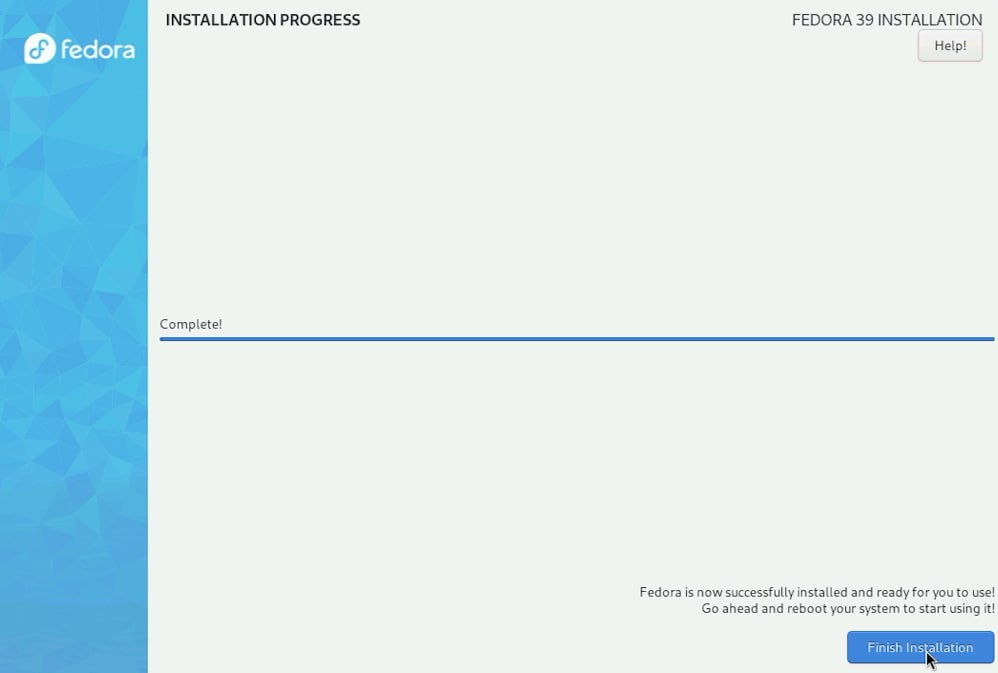 fedora
INSTALLATION PROGRESS
FEDORA 39 INSTALLATION
Help!
Complete!
Fedora is now successfully installed and ready for you to use!
Go ahead and reboot your system to start using it!
Finish Installation